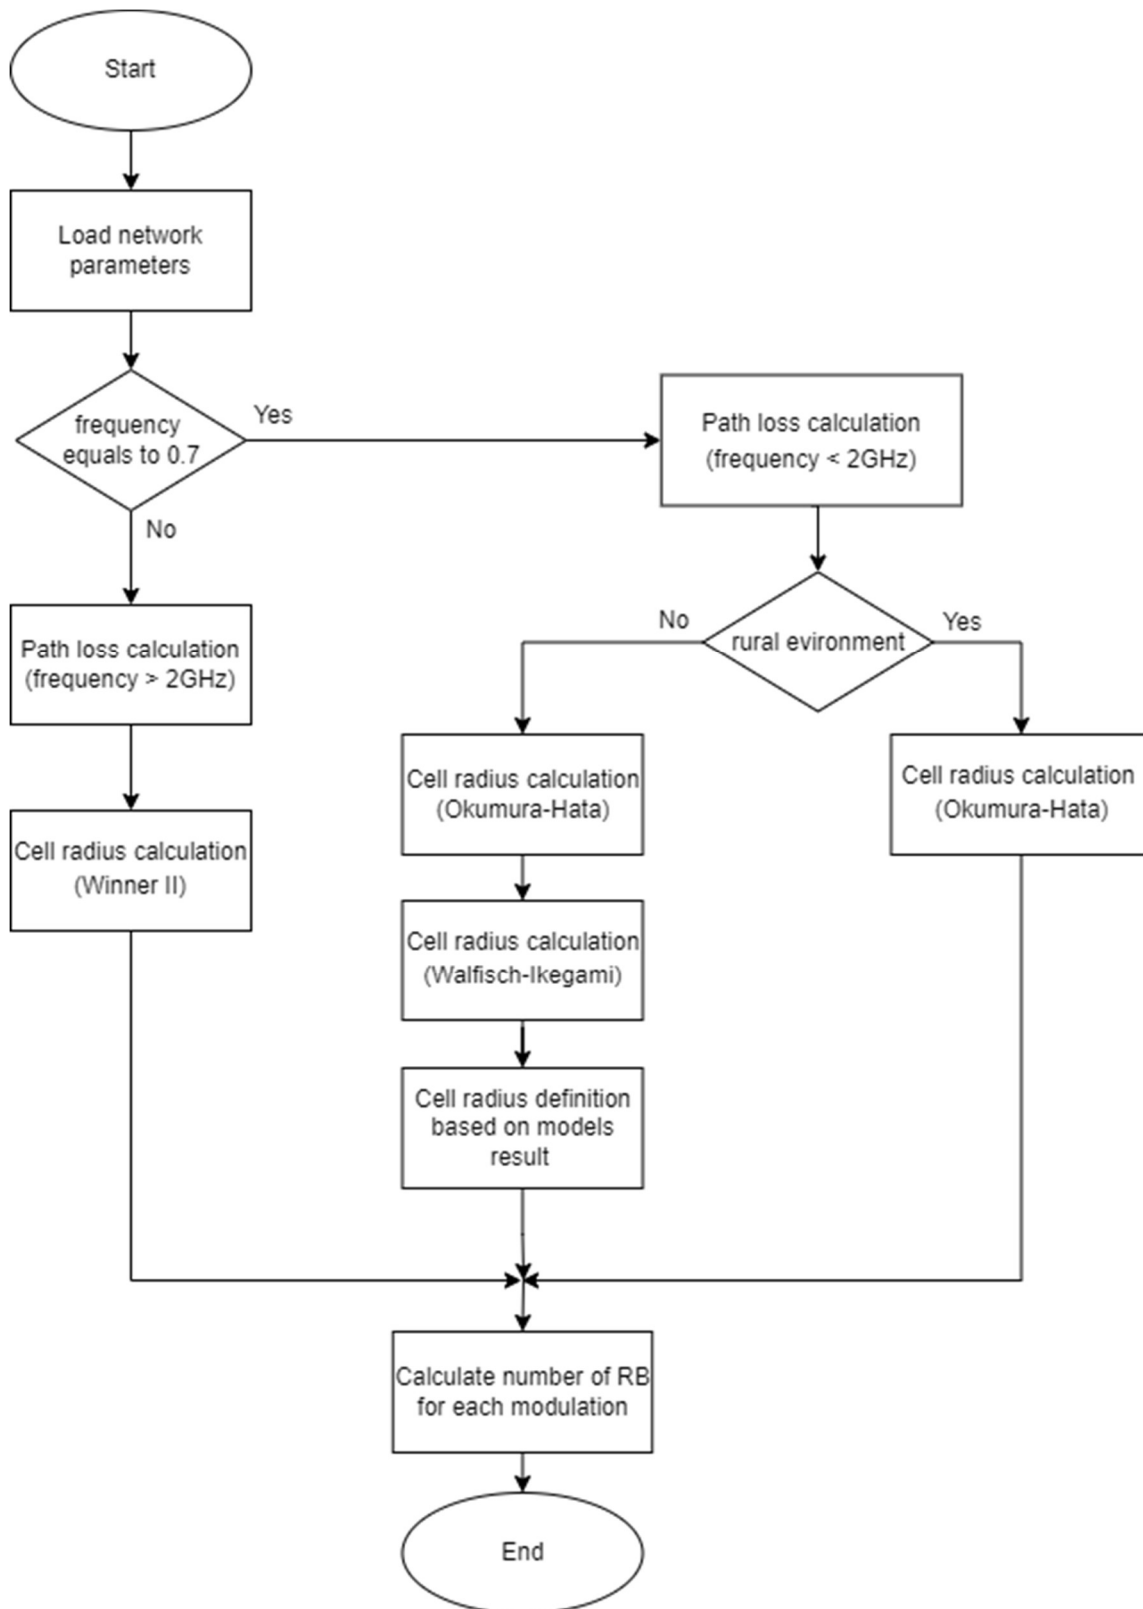 Start
Load network
parameters
frequency
equals to 0.7
Yes
No
Path loss calculation
(frequency < 2GHz)
rural evironment
No
Yes
Path loss calculation
(frequency > 2GHz)
Cell radius calculation
(Winner II)
Cell radius calculation
(Okumura-Hata)
Cell radius calculation
(Walfisch-Ikegami)
Cell radius definition
based on models
result
Cell radius calculation
(Okumura-Hata)
Calculate number of RB
for each modulation
End